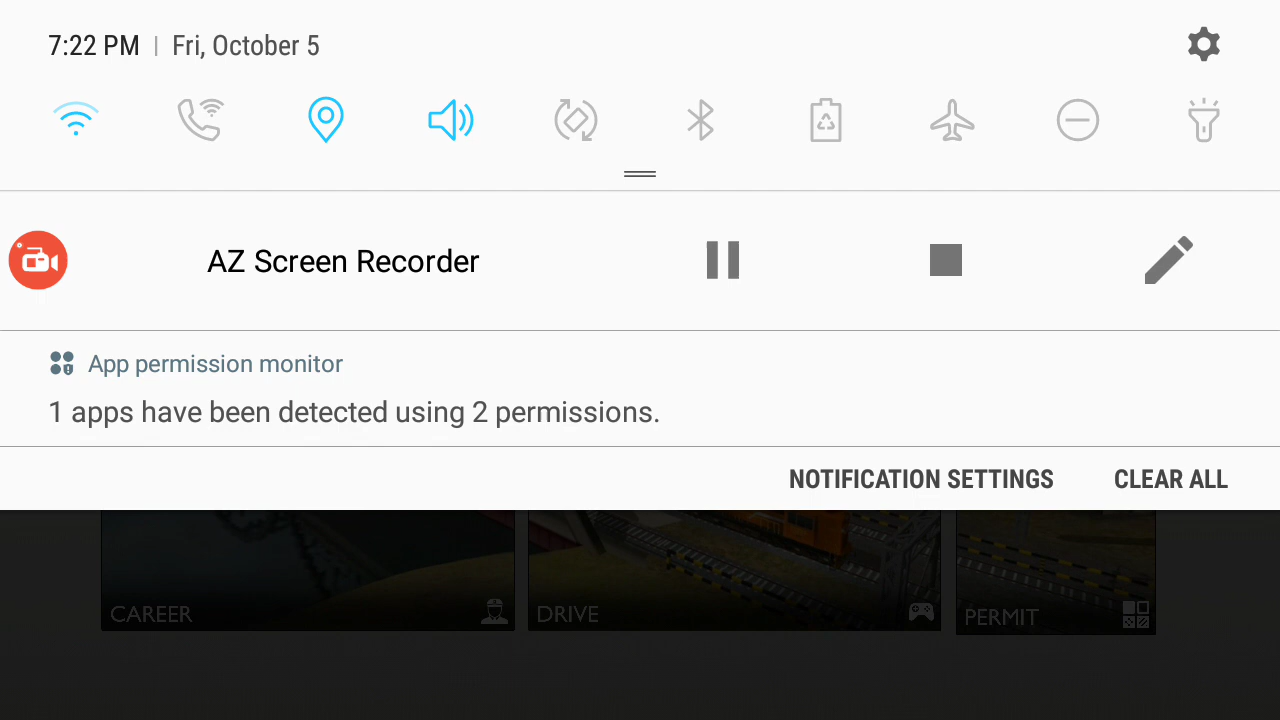 7:22 PM | Fri, October 5
AZ Screen Recorder
App permission monitor
1 apps have been detected using 2 permissions.
NOTIFICATION SETTINGS CLEAR ALL
CAREER DRIVE PERMIT